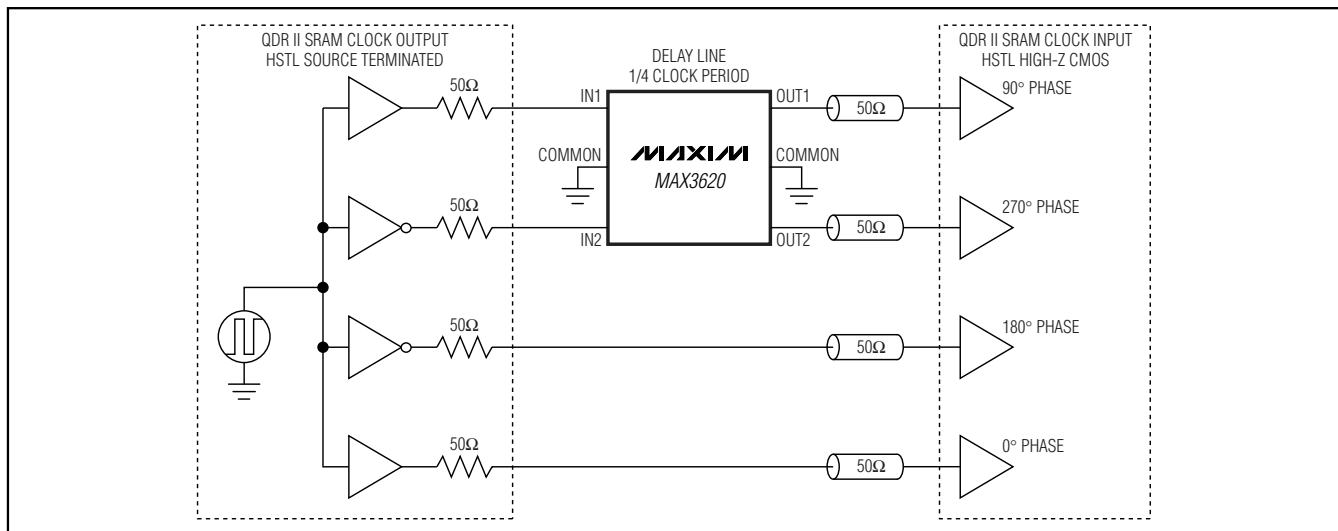 QDR II SRAM CLOCK OUTPUT
HSTL SOURCE TERMINATED
DELAY LINE
1/4 CLOCK PERIOD
QDR II SRAM CLOCK INPUT
HSTL HIGH-Z CMOS
50Ω
IN1
OUT1
50Ω
90° PHASE
COMMON
MAXIM
MAX3620
COMMON
50Ω
IN2
OUT2
50Ω
270° PHASE
50Ω
50Ω
180° PHASE
50Ω
50Ω
0° PHASE